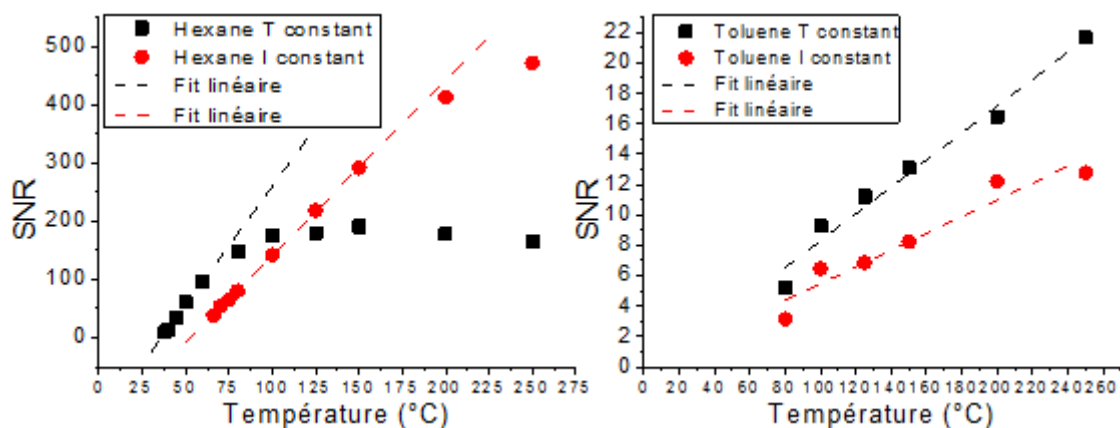 Hexane T constant
Hexane I constant
Fit linéaire
Fit linéaire
500
400
300
200
100
0
SNR
0 25 50 75 100 125 150 175 200 225 250 275
Température (°C)
Toluene T constant
Toluene I constant
Fit linéaire
Fit linéaire
22
20
18
16
14
12
10
8
6
4
2
0
SNR
0 20 40 60 80 100 120 140 160 180 200 220 240 260
Température (°C)